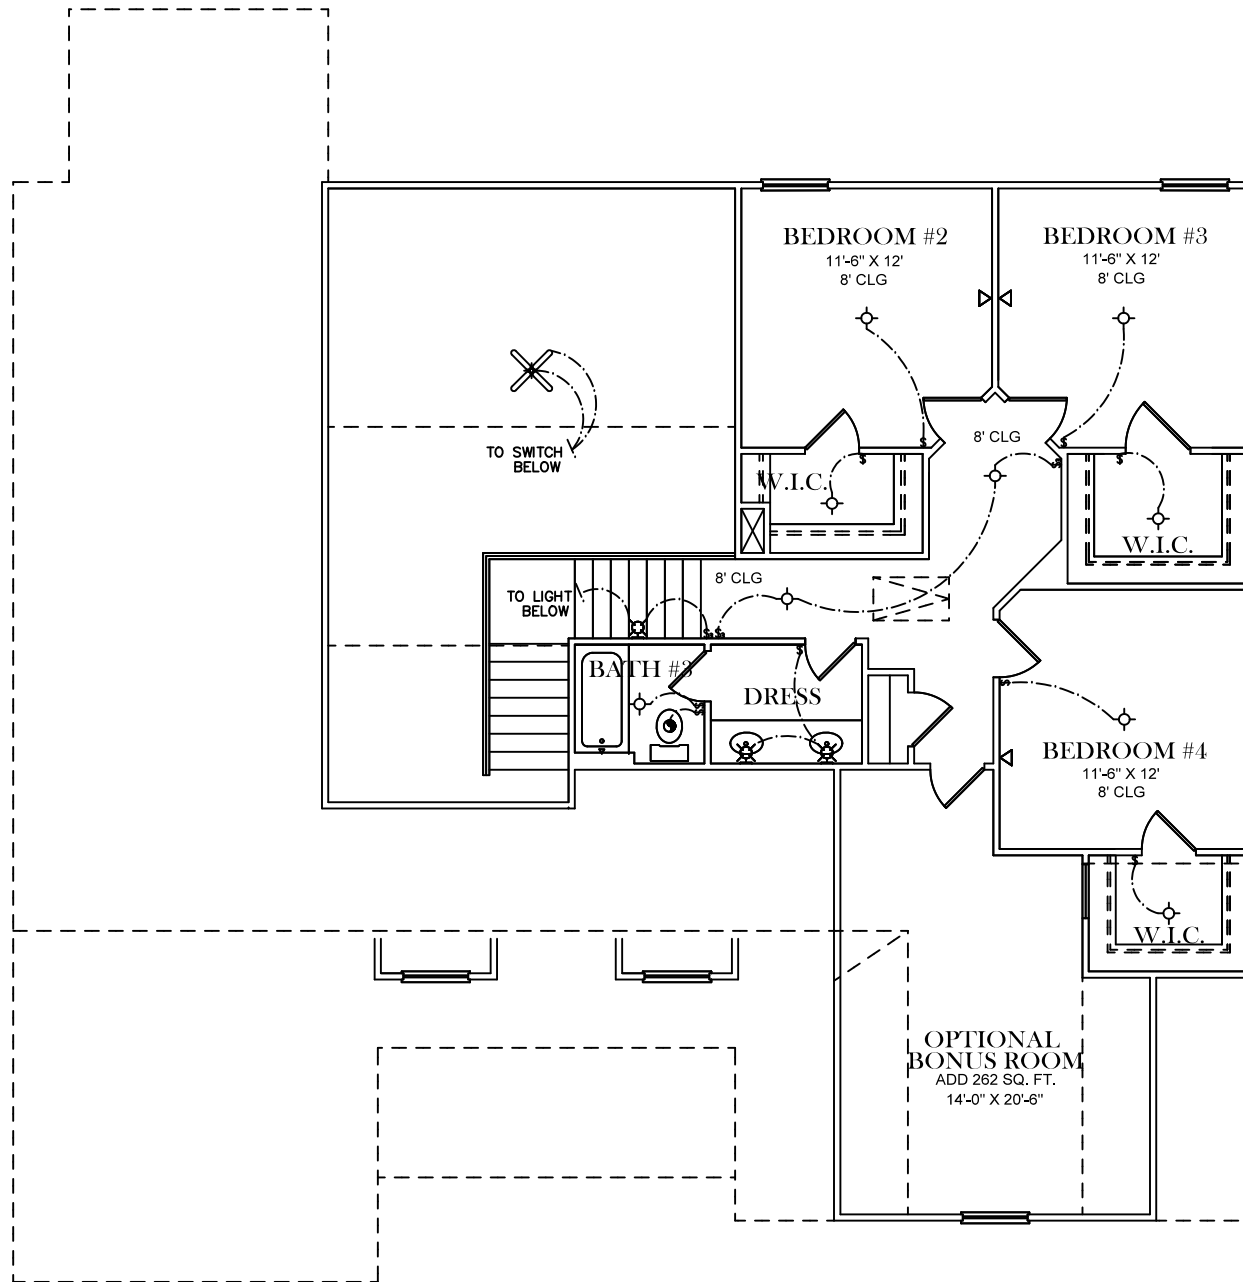 BEDROOM #2
11'-6" X 12'
8' CLG
BEDROOM #3
11'-6" X 12'
8' CLG
8' CLG
TO SWITCH
BELOW
W.I.C.
W.I.C.
8' CLG
TO LIGHT
BELOW
BATH #3
DRESS
BEDROOM #4
11'-6" X 12'
8' CLG
W.I.C.
OPTIONAL
BONUS ROOM
ADD 262 SQ. FT.
14'-0" X 20'-6"